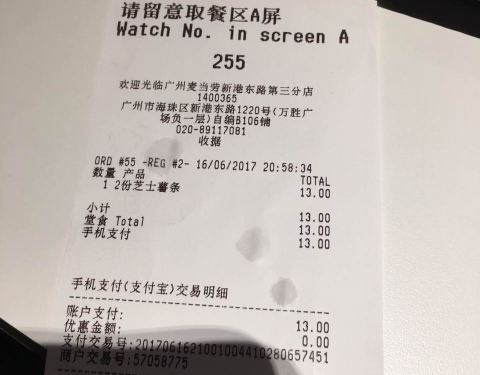 请留意取餐区A屏
Watch No. in screen A
255
欢迎光临广州麦当劳新港东路第三分店
1400365
广州市海珠区新港东路1220号(万胜广
场负一层)自编B106铺
020-89117081
收据
ORD #55 -REG #2- 16/06/2017 20:58:34
数量 产品 TOTAL
1 2份芝士薯条 13.00
小计 13.00
堂食 Total 13.00
手机支付 13.00
手机支付(支付宝)交易明细
账户支付: 13.00
优惠金额: 0.00
支付交易号:2017061621001004410280657451
商户交易号:57058775